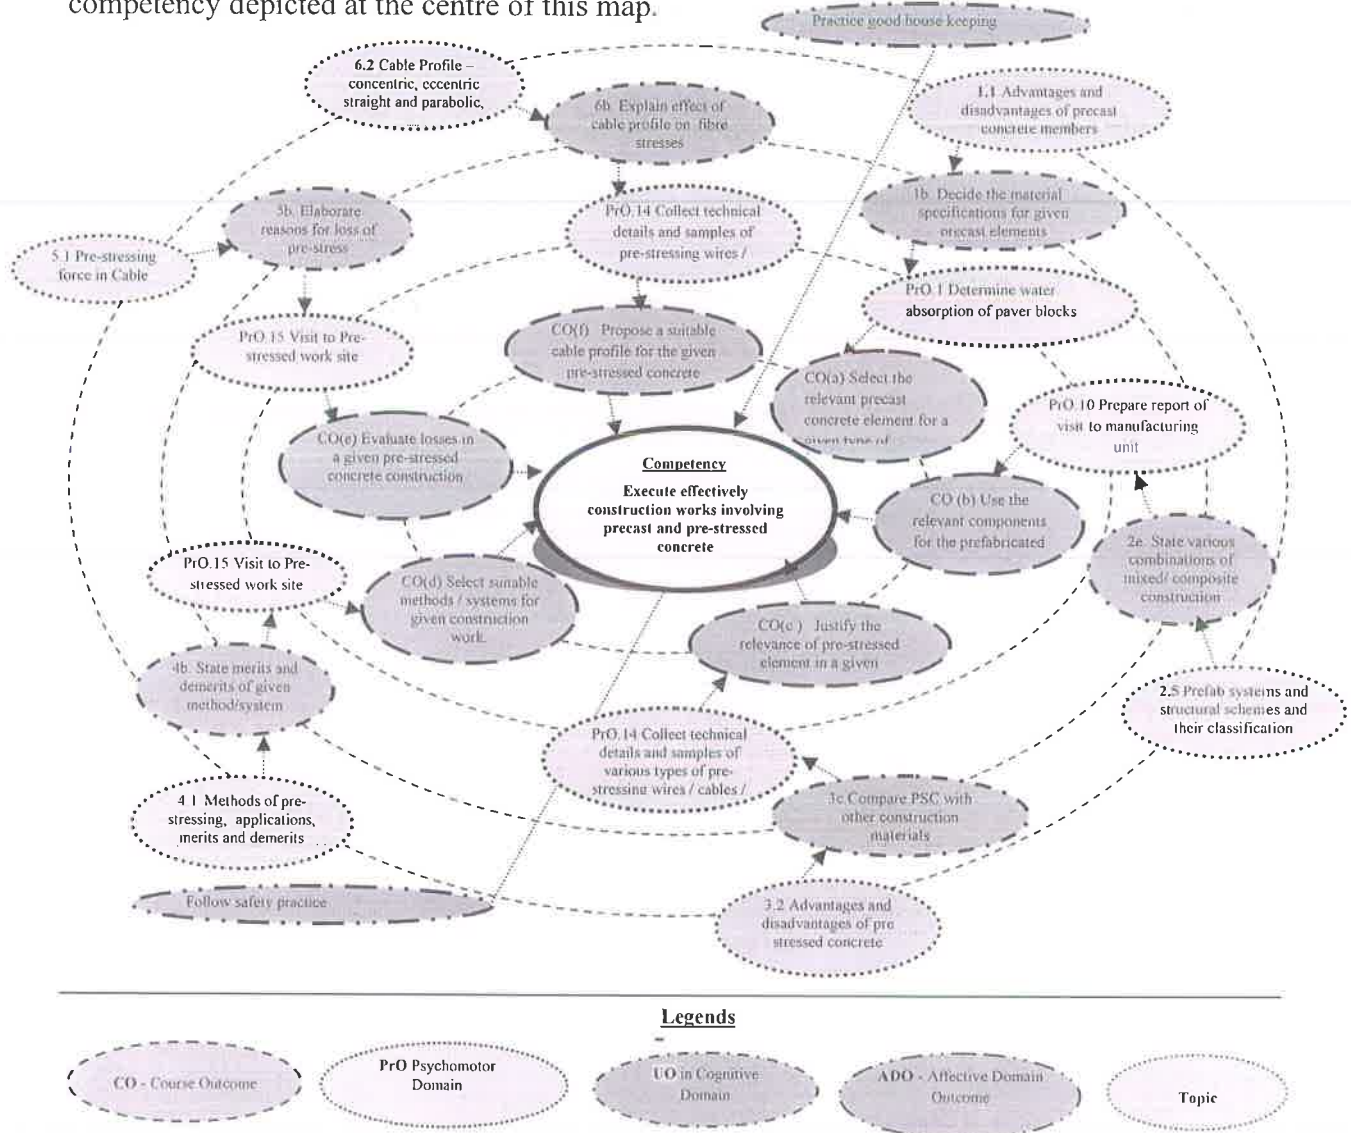 competency depicted at the centre of this map.
Practice good house keeping
6.2 Cable Profile –
concentric, eccentric
straight and parabolic,
....
6b. Explain effect of
cable profile on fibre
stresses
1.1 Advantages and
disadvantages of precast
concrete members
5b. Elaborate
reasons for loss of
pre-stress
PrO.14 Collect technical
details and samples of
pre-stressing wires /
1b. Decide the material
specifications for given
precast elements
5.1 Pre-stressing
force in Cable
PrO.1 Determine water
absorption of paver blocks
PrO.15 Visit to Pre-
stressed work site
CO(f) Propose a suitable
cable profile for the given
pre-stressed concrete
CO(a) Select the
relevant precast
concrete element for a
given type of
PrO.10 Prepare report of
visit to manufacturing
unit
CO(e) Evaluate losses in
a given pre-stressed
concrete construction
Competency
Execute effectively
construction works involving
precast and pre-stressed
concrete
CO (b) Use the
relevant components
for the prefabricated
2e. State various
combinations of
mixed/ composite
construction
PrO.15 Visit to Pre-
stressed work site
CO(d) Select suitable
methods / systems for
given construction
work.
CO(c ) Justify the
relevance of pre-stressed
element in a given
4b. State merits and
demerits of given
method/system
2.5 Prefab systems and
structural schemes and
their classification
PrO.14 Collect technical
details and samples of
various types of pre-
stressing wires / cables /
4.1 Methods of pre-
stressing, applications,
merits and demerits
3c Compare PSC with
other construction
materials
Follow safety practice
3.2 Advantages and
disadvantages of pre
stressed concrete
Legends
CO - Course Outcome
PrO Psychomotor
Domain
UO in Cognitive
Domain
ADO - Affective Domain
Outcome
Topic